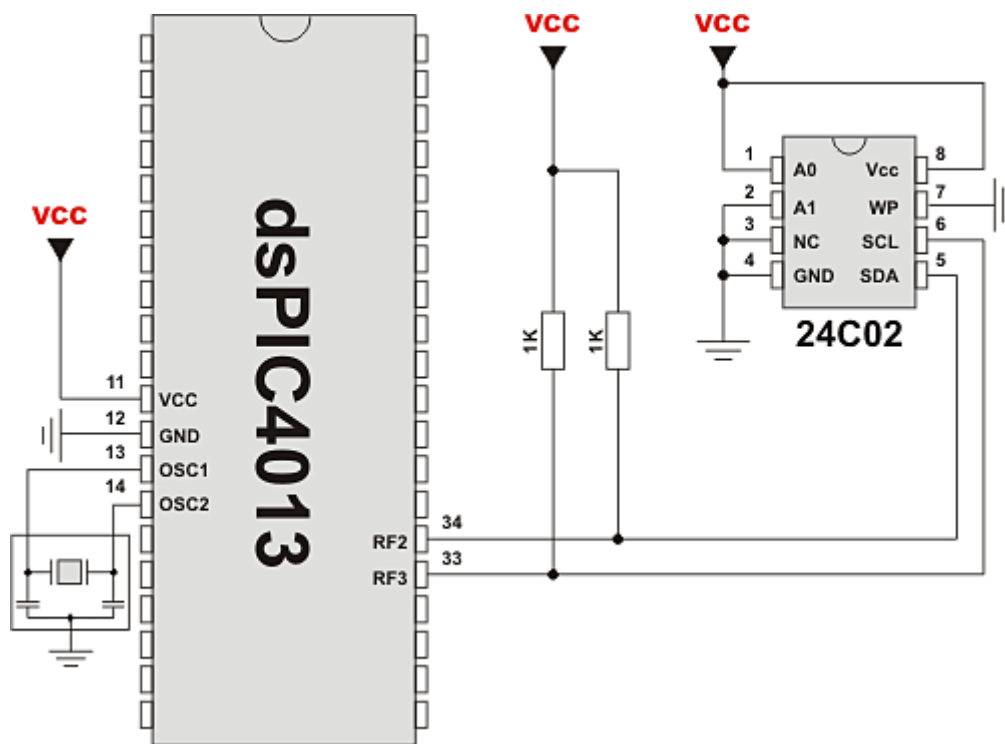 VCC
VCC
VCC
dsPIC4013
11
VCC
12
GND
13
OSC1
14
OSC2
34
RF2
33
RF3
1K
1K
1
A0
2
A1
3
NC
4
GND
8
Vcc
7
WP
6
SCL
5
SDA
24C02